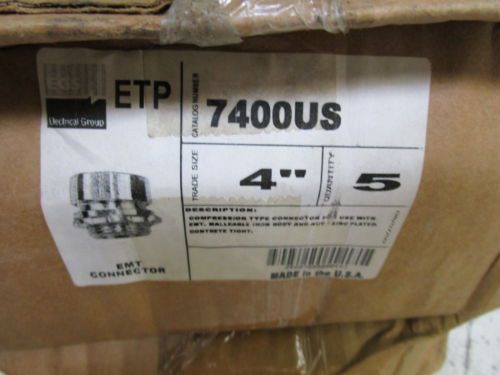 ETP
Electrical Group
CATALOG NUMBER
7400US
TRADE SIZE
4"
QUANTITY
5
DESCRIPTION:
COMPRESSION TYPE CONNECTOR FOR USE WITH
EMT. MALLEABLE IRON BODY AND NUT / ZINC PLATED.
CONCRETE TIGHT.
EMT
CONNECTOR
MADE in the U.S.A.